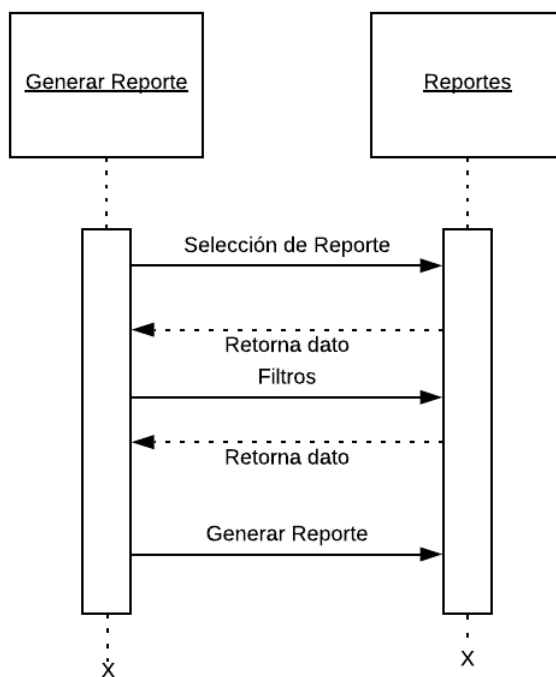 Generar Reporte
Reportes
Selección de Reporte
Retorna dato
Filtros
Retorna dato
Generar Reporte
X
X